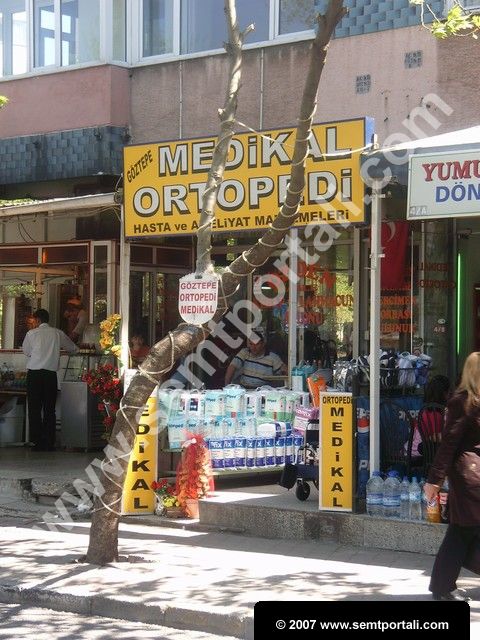 GÖZTEPE
MEDİKAL
ORTOPEDİ
HASTA ve AMELİYAT MALZEMELERİ
YUMU
DÖN
47/A
GÖZTEPE
ORTOPEDİ
MEDİKAL
ORTOPEDİ
MEDİKAL
MEDİKAL
www.semtportali.com
© 2007 www.semtportali.com